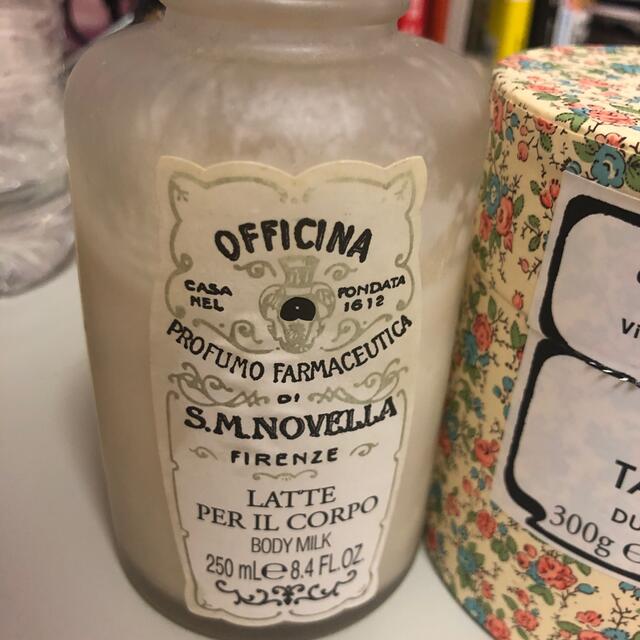 OFFICINA
CASA FONDATA
NEL 1612
PROFUMO FARMACEUTICA
DI
S.M.NOVELLA
FIRENZE
LATTE
PER IL CORPO
BODY MILK
250 mL e 8.4 FL.OZ
300g e